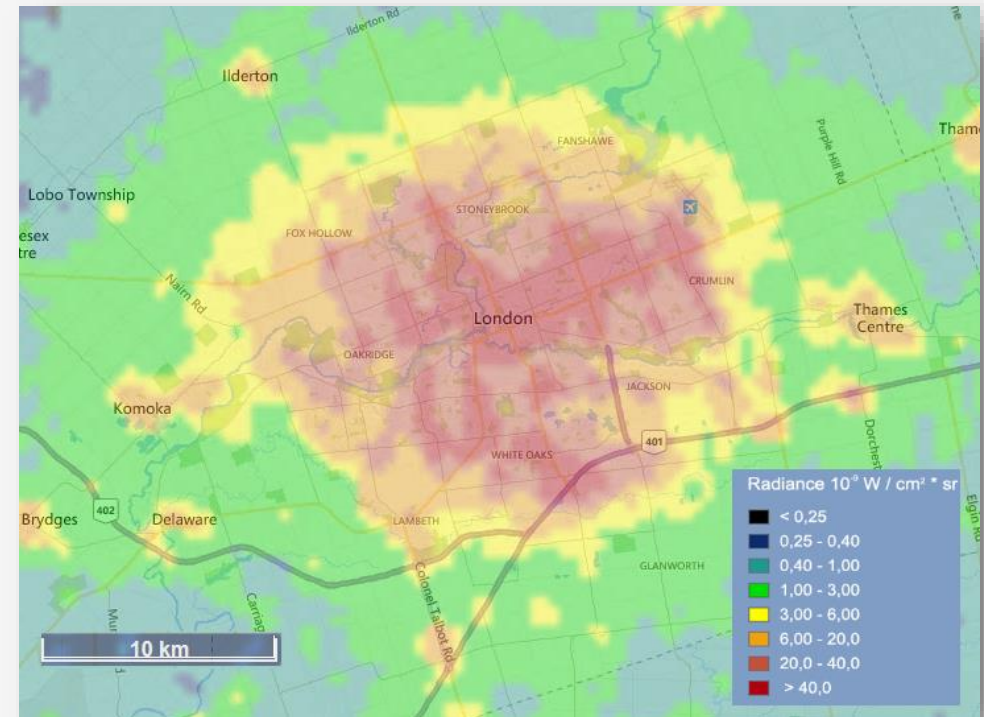 Ilderton Rd
Ilderton
FANSHAWE
Purple Hill Rd
Lobo Township
STONEYBROOK
FOX HOLLOW
esex
tre
Nairn Rd
CRUMLIN
London
Thames
Centre
OAKRIDGE
JACKSON
Komoka
401
WHITE OAKS
Dorchest
402
Brydges
Delaware
LAMBETH
GLANWORTH
Elgin Rd
Colonel Talbot Rd
Carriag
10 km
Radiance 10⁻⁹ W / cm² * sr
< 0,25
0,25 - 0,40
0,40 - 1,00
1,00 - 3,00
3,00 - 6,00
6,00 - 20,0
20,0 - 40,0
> 40,0